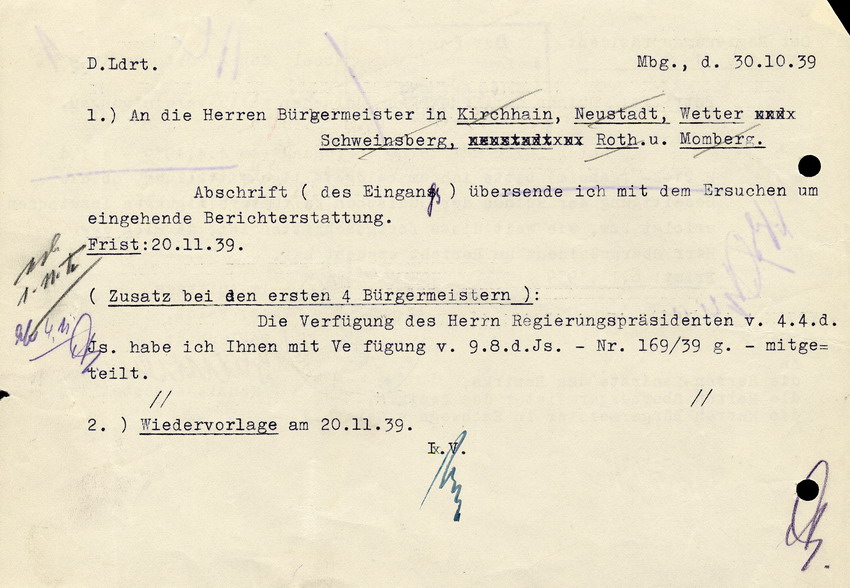 D.Ldrt.
Mbg., d. 30.10.39
1.) An die Herren Bürgermeister in Kirchhain, Neustadt, Wetter
Schweinsberg, Roth.u. Momberg.
Abschrift ( des Eingangs ) übersende ich mit dem Ersuchen um
eingehende Berichterstattung.
Frist:20.11.39.
( Zusatz bei den ersten 4 Bürgermeistern ):
Die Verfügung des Herrn Regierungspräsidenten v. 4.4.d.
Js. habe ich Ihnen mit Ve fügung v. 9.8.d.Js. - Nr. 169/39 g. - mitge=
teilt.
// //
2. ) Wiedervorlage am 20.11.39.
I.V.